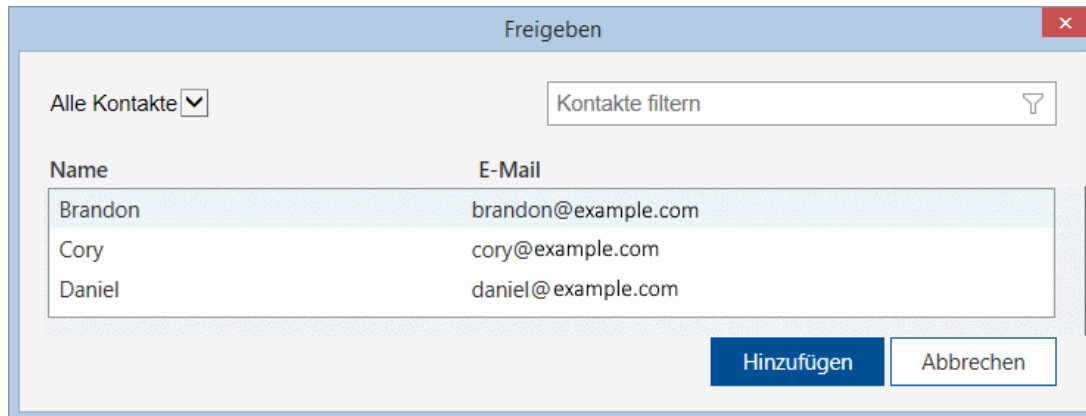 Freigeben
Alle Kontakte Kontakte filtern
Name E-Mail
Brandon brandon@example.com
Cory cory@example.com
Daniel daniel@example.com
Hinzufügen Abbrechen